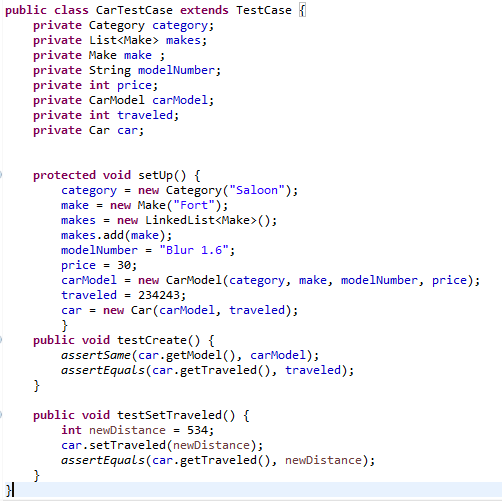 public class CarTestCase extends TestCase {
    private Category category;
    private List<Make> makes;
    private Make make ;
    private String modelNumber;
    private int price;
    private CarModel carModel;
    private int traveled;
    private Car car;
    protected void setUp() {
        category = new Category("Saloon");
        make = new Make("Fort");
        makes = new LinkedList<Make>();
        makes.add(make);
        modelNumber = "Blur 1.6";
        price = 30;
        carModel = new CarModel(category, make, modelNumber, price);
        traveled = 234243;
        car = new Car(carModel, traveled);
        }
    public void testCreate() {
        assertSame(car.getModel(), carModel);
        assertEquals(car.getTraveled(), traveled);
    }
    public void testSetTraveled() {
        int newDistance = 534;
        car.setTraveled(newDistance);
        assertEquals(car.getTraveled(), newDistance);
    }
}